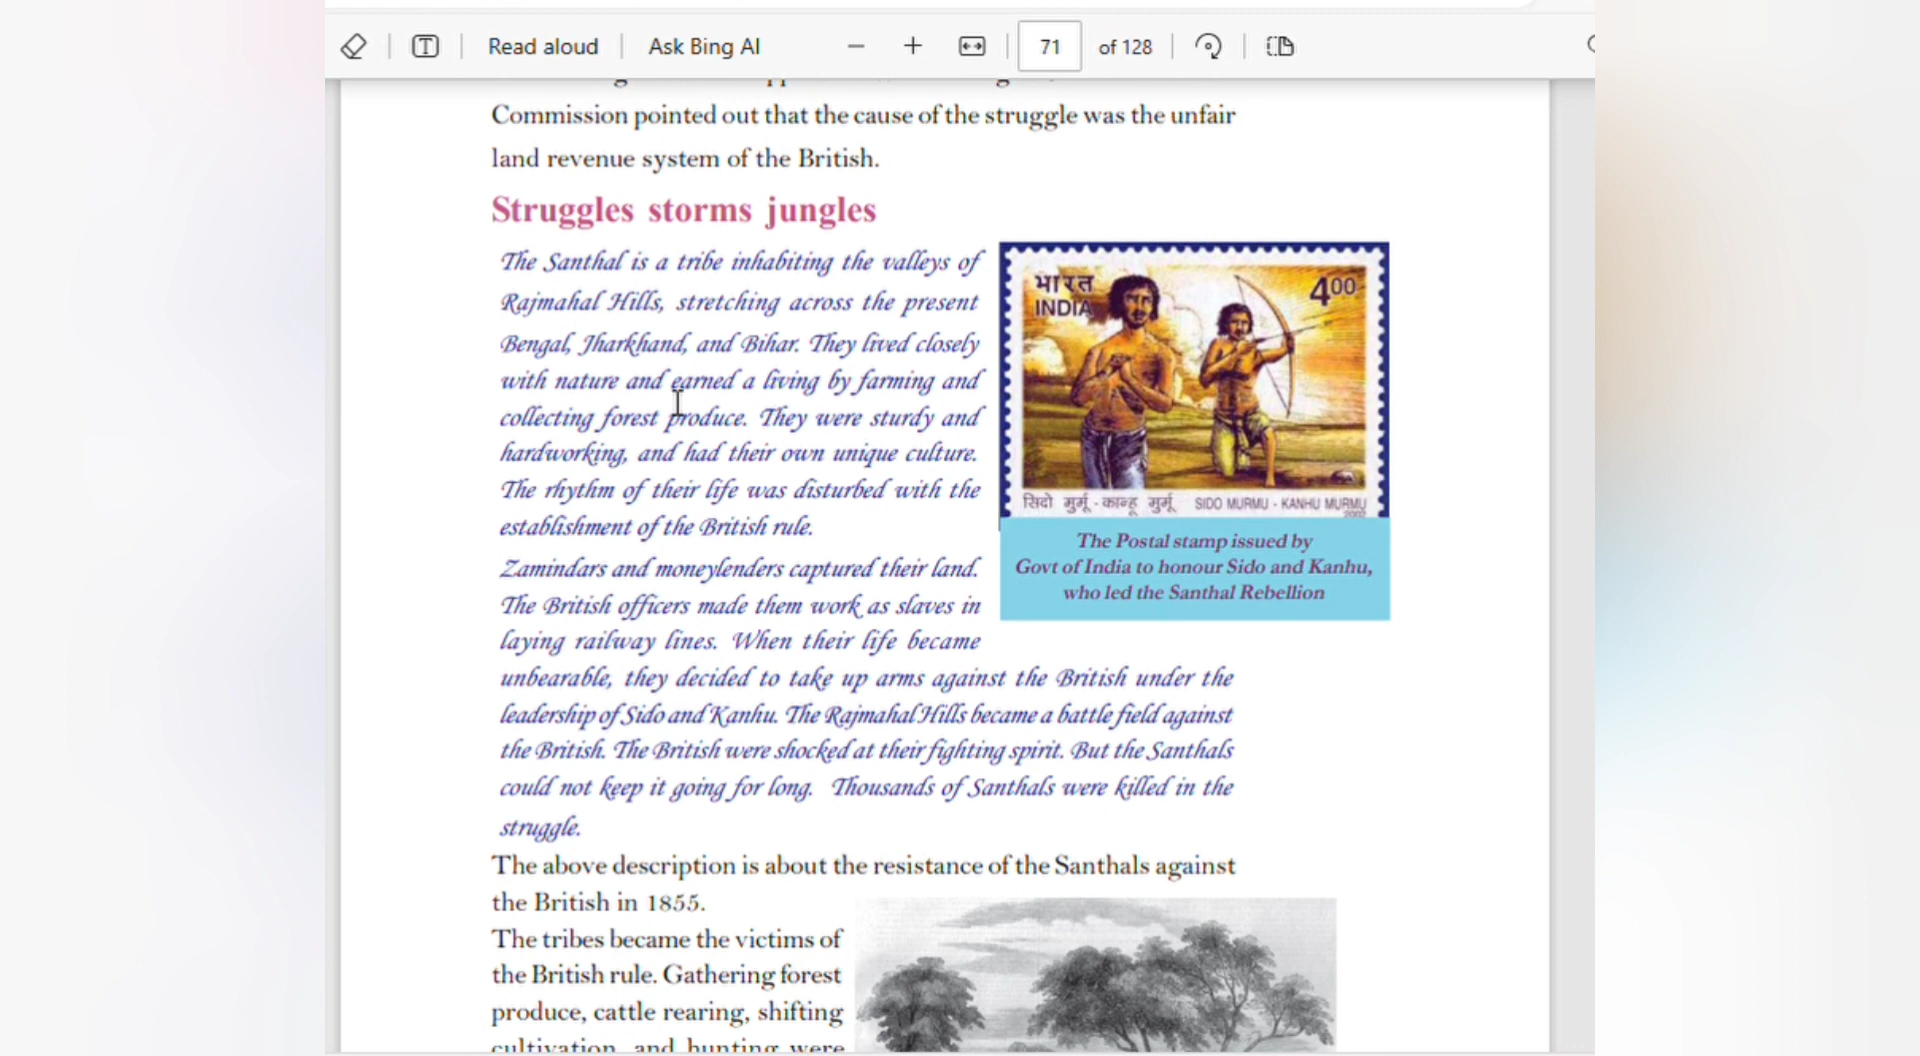 Read aloud
Ask Bing AI
71
of 128
Commission pointed out that the cause of the struggle was the unfair
land revenue system of the British.
Struggles storms jungles
The Santhal is a tribe inhabiting the valleys of
Rajmahal Hills, stretching across the present
Bengal, Jharkhand, and Bihar. They lived closely
with nature and earned a living by farming and
collecting forest produce. They were sturdy and
hardworking, and had their own unique culture.
The rhythm of their life was disturbed with the
establishment of the British rule.
Zamindars and moneylenders captured their land.
The British officers made them work as slaves in
laying railway lines. When their life became
unbearable, they decided to take up arms against the British under the
leadership of Sido and Kanhu. The Rajmahal Hills became a battle field against
the British. The British were shocked at their fighting spirit. But the Santhals
could not keep it going for long. Thousands of Santhals were killed in the
struggle.
भारत
INDIA
400
सिदो मुर्मू - कान्हू मुर्मू SIDO MURMU - KANHU MURMU
2002
The Postal stamp issued by
Govt of India to honour Sido and Kanhu,
who led the Santhal Rebellion
The above description is about the resistance of the Santhals against
the British in 1855.
The tribes became the victims of
the British rule. Gathering forest
produce, cattle rearing, shifting
cultivation, and hunting were